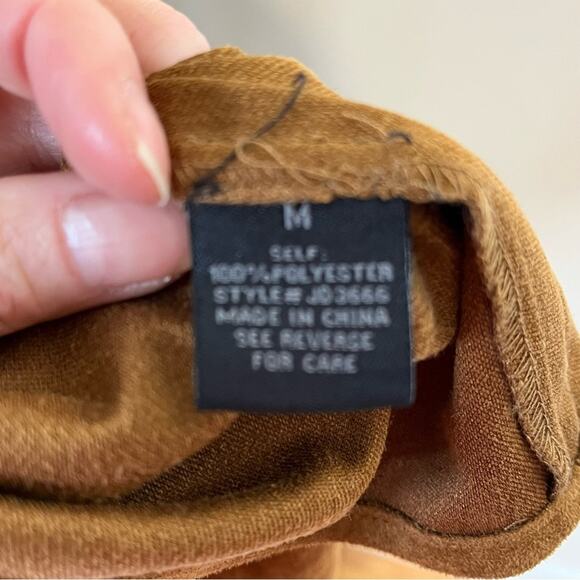 M
SELF:
100%POLYESTER
STYLE# JD3666
MADE IN CHINA
SEE REVERSE
FOR CARE